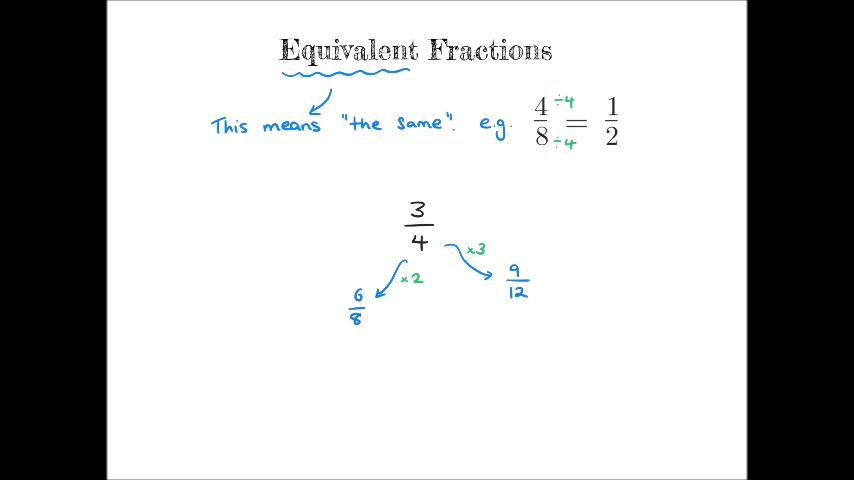 Equivalent Fractions
This means "the same". e.g. 4/8 ÷4 ÷4 = 1/2
3/4
×2 ×3
6/8 9/12